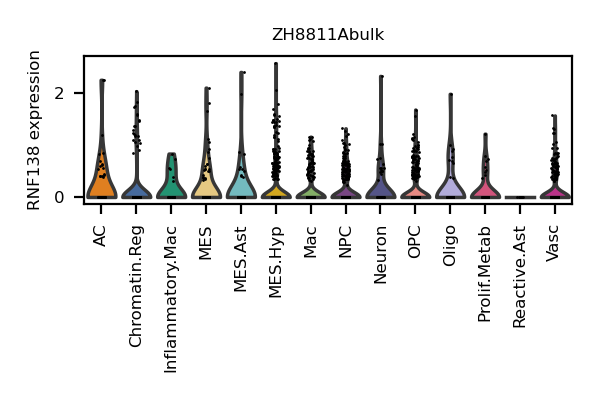 ZH8811Abulk
RNF138 expression
2
0
AC
Chromatin.Reg
Inflammatory.Mac
MES
MES.Ast
MES.Hyp
Mac
NPC
Neuron
OPC
Oligo
Prolif.Metab
Reactive.Ast
Vasc